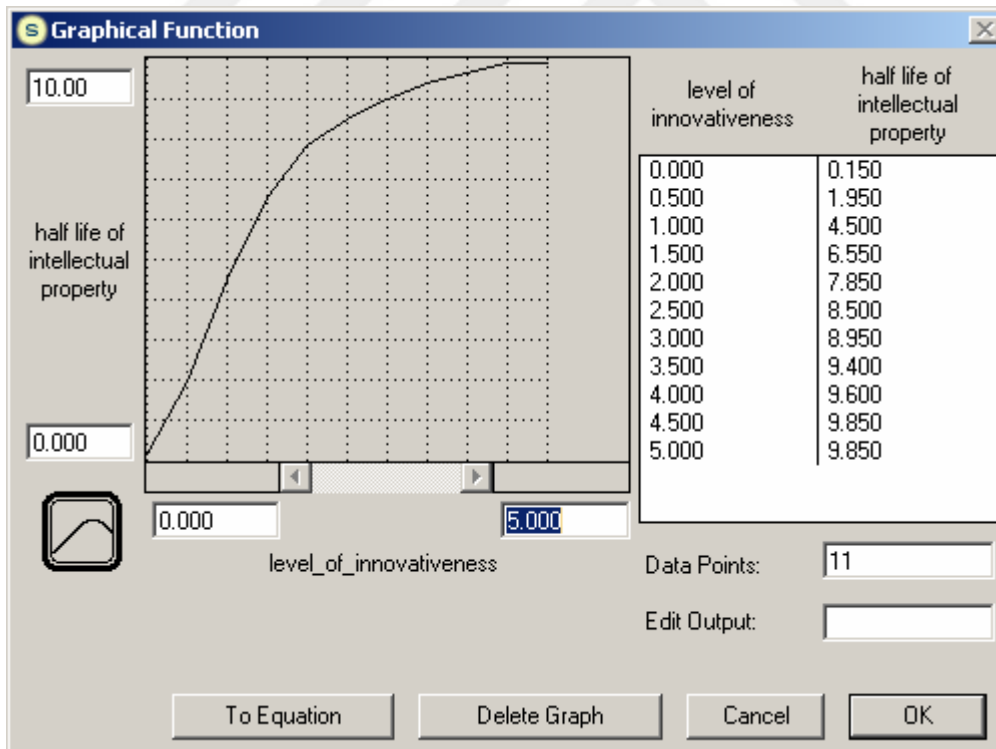 Graphical Function
10.00
half life of
intellectual
property
0.000
0.000
5.000
level_of_innovativeness
level of
innovativeness
half life of
intellectual
property
0.000 0.150
0.500 1.950
1.000 4.500
1.500 6.550
2.000 7.850
2.500 8.500
3.000 8.950
3.500 9.400
4.000 9.600
4.500 9.850
5.000 9.850
Data Points: 11
Edit Output:
To Equation
Delete Graph
Cancel
OK